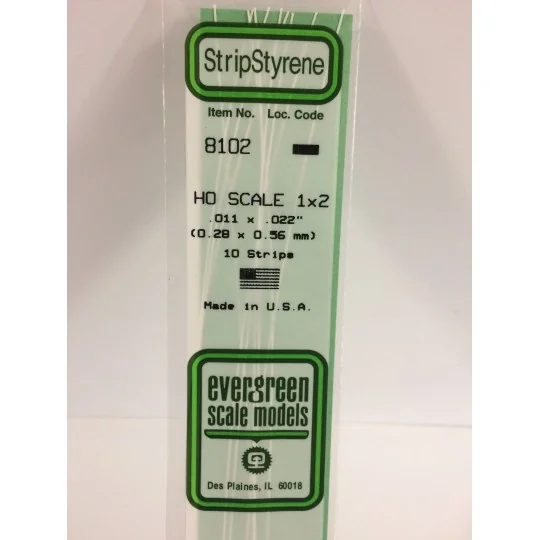 StripStyrene
Item No. Loc. Code
8102
HO SCALE 1x2
.011 x .022"
(0.28 x 0.56 mm)
10 Strips
Made in U.S.A.
evergreen
scale models
Des Plaines, IL 60018